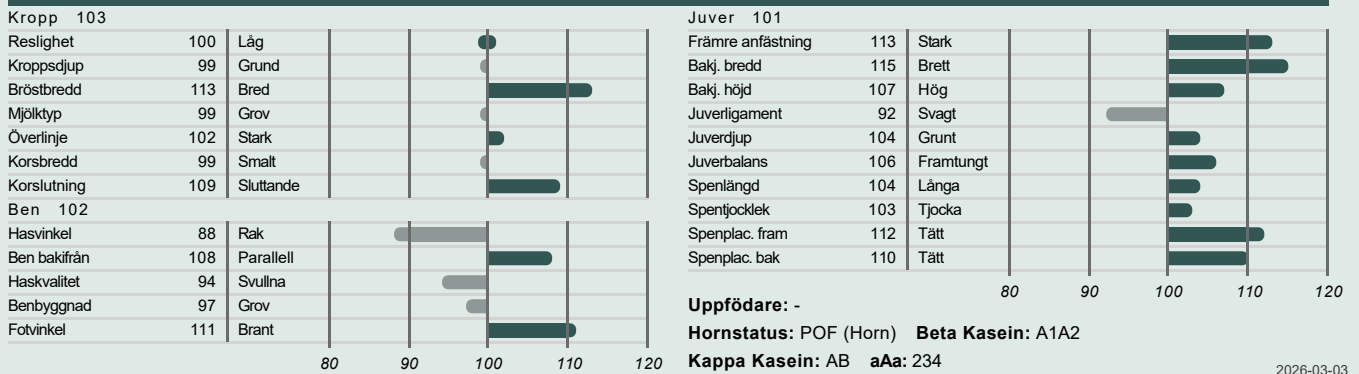 Kropp 103
Reslighet 100 Låg
Kroppsdjup 99 Grund
Bröstbredd 113 Bred
Mjölktyp 99 Grov
Överlinje 102 Stark
Korsbredd 99 Smalt
Korslutning 109 Sluttande
Ben 102
Hasvinkel 88 Rak
Ben bakifrån 108 Parallell
Haskvalitet 94 Svullna
Benbyggnad 97 Grov
Fotvinkel 111 Brant
80 90 100 110 120
Juver 101
Främre anfästning 113 Stark
Bakj. bredd 115 Brett
Bakj. höjd 107 Hög
Juverligament 92 Svagt
Juverdjup 104 Grunt
Juverbalans 106 Framtungt
Spenlängd 104 Långa
Spentjocklek 103 Tjocka
Spenplac. fram 112 Tätt
Spenplac. bak 110 Tätt
80 90 100 110 120
Uppfödare: -
Hornstatus: POF (Horn) Beta Kasein: A1A2
Kappa Kasein: AB aAa: 234
2026-03-03